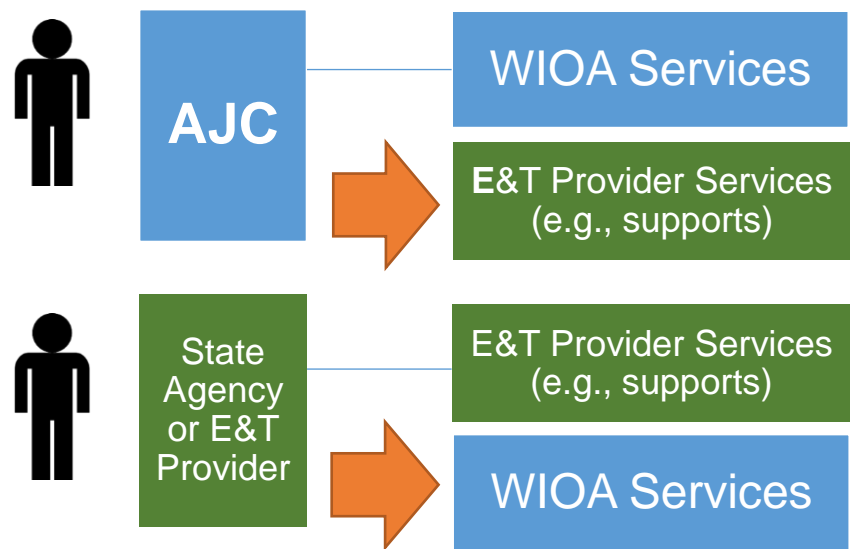 AJC
WIOA Services
E&T Provider Services
(e.g., supports)
State
Agency
or E&T
Provider
E&T Provider Services
(e.g., supports)
WIOA Services